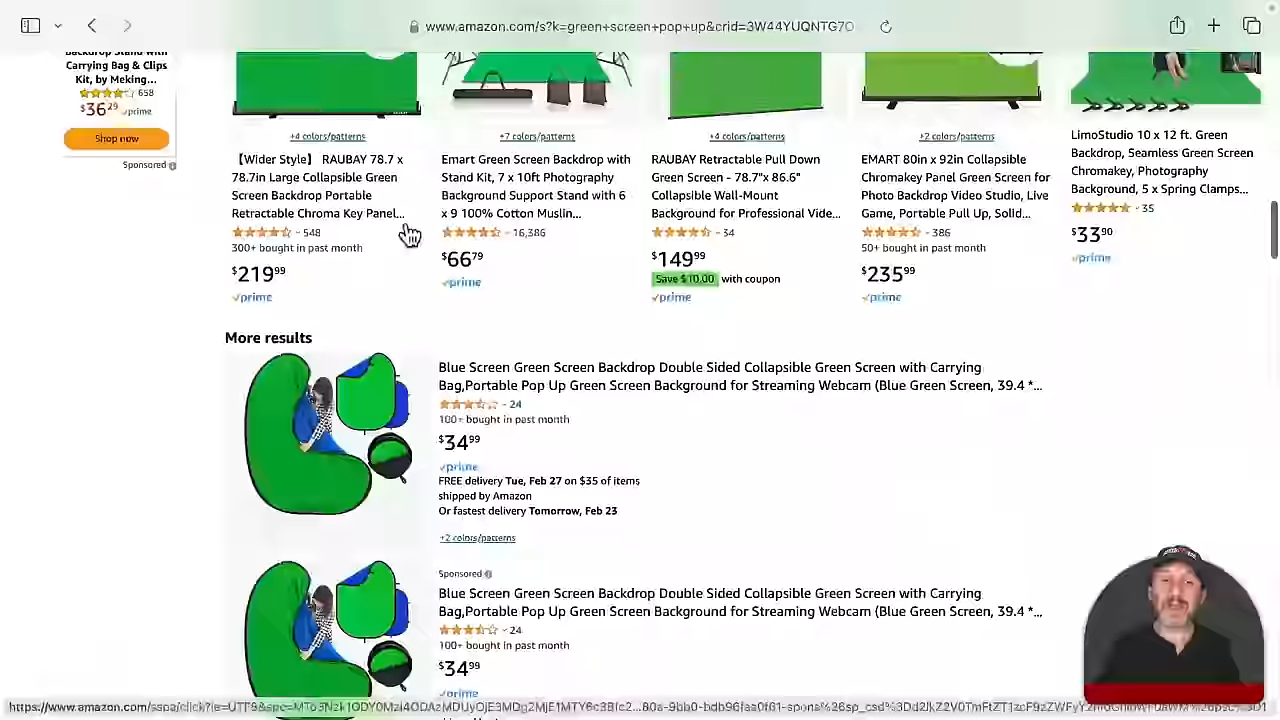 www.amazon.com/s?k=green+screen+pop+up&crid=3W44YUQNTG7O
Backdrop Stand with
Carrying Bag & Clips
Kit, by Meking...
658
$36.29 prime
Shop now
Sponsored
+4 colors/patterns
【Wider Style】 RAUBAY 78.7 x
78.7in Large Collapsible Green
Screen Backdrop Portable
Retractable Chroma Key Panel...
548
300+ bought in past month
$219.99
prime
+7 colors/patterns
Emart Green Screen Backdrop with
Stand Kit, 7 x 10ft Photography
Background Support Stand with 6
x 9 100% Cotton Muslin...
16,386
$66.79
prime
+4 colors/patterns
RAUBAY Retractable Pull Down
Green Screen - 78.7"x 86.6"
Collapsible Wall-Mount
Background for Professional Vide...
34
$149.99
Save $10.00 with coupon
prime
+2 colors/patterns
EMART 80in x 92in Collapsible
Chromakey Panel Green Screen for
Photo Backdrop Video Studio, Live
Game, Portable Pull Up, Solid...
386
50+ bought in past month
$235.99
prime
LimoStudio 10 x 12 ft. Green
Backdrop, Seamless Green Screen
Chromakey, Photography
Background, 5 x Spring Clamps...
35
$33.90
prime
More results
Blue Screen Green Screen Backdrop Double Sided Collapsible Green Screen with Carrying
Bag,Portable Pop Up Green Screen Background for Streaming Webcam (Blue Green Screen, 39.4 *...
24
100+ bought in past month
$34.99
prime
FREE delivery Tue, Feb 27 on $35 of items
shipped by Amazon
Or fastest delivery Tomorrow, Feb 23
+2 colors/patterns
Sponsored
Blue Screen Green Screen Backdrop Double Sided Collapsible Green Screen with Carrying
Bag,Portable Pop Up Green Screen Background for Streaming Webcam (Blue Green Screen, 39.4 *...
24
100+ bought in past month
$34.99
prime